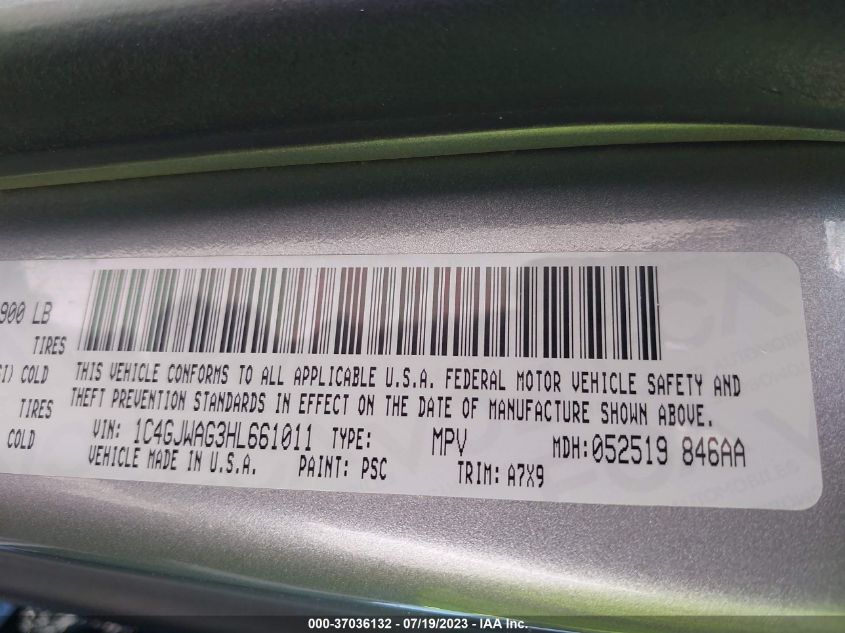 900 LB
TIRES
THIS VEHICLE CONFORMS TO ALL APPLICABLE U.S.A. FEDERAL MOTOR VEHICLE SAFETY AND
THEFT PREVENTION STANDARDS IN EFFECT ON THE DATE OF MANUFACTURE SHOWN ABOVE.
SI) COLD
TIRES
COLD
VIN: 1C4GJWAG3HL661011 TYPE: MPV MDH: 052519 846AA
VEHICLE MADE IN U.S.A. PAINT: PSC TRIM: A7X9
000-37036132 - 07/19/2023 - IAA Inc.